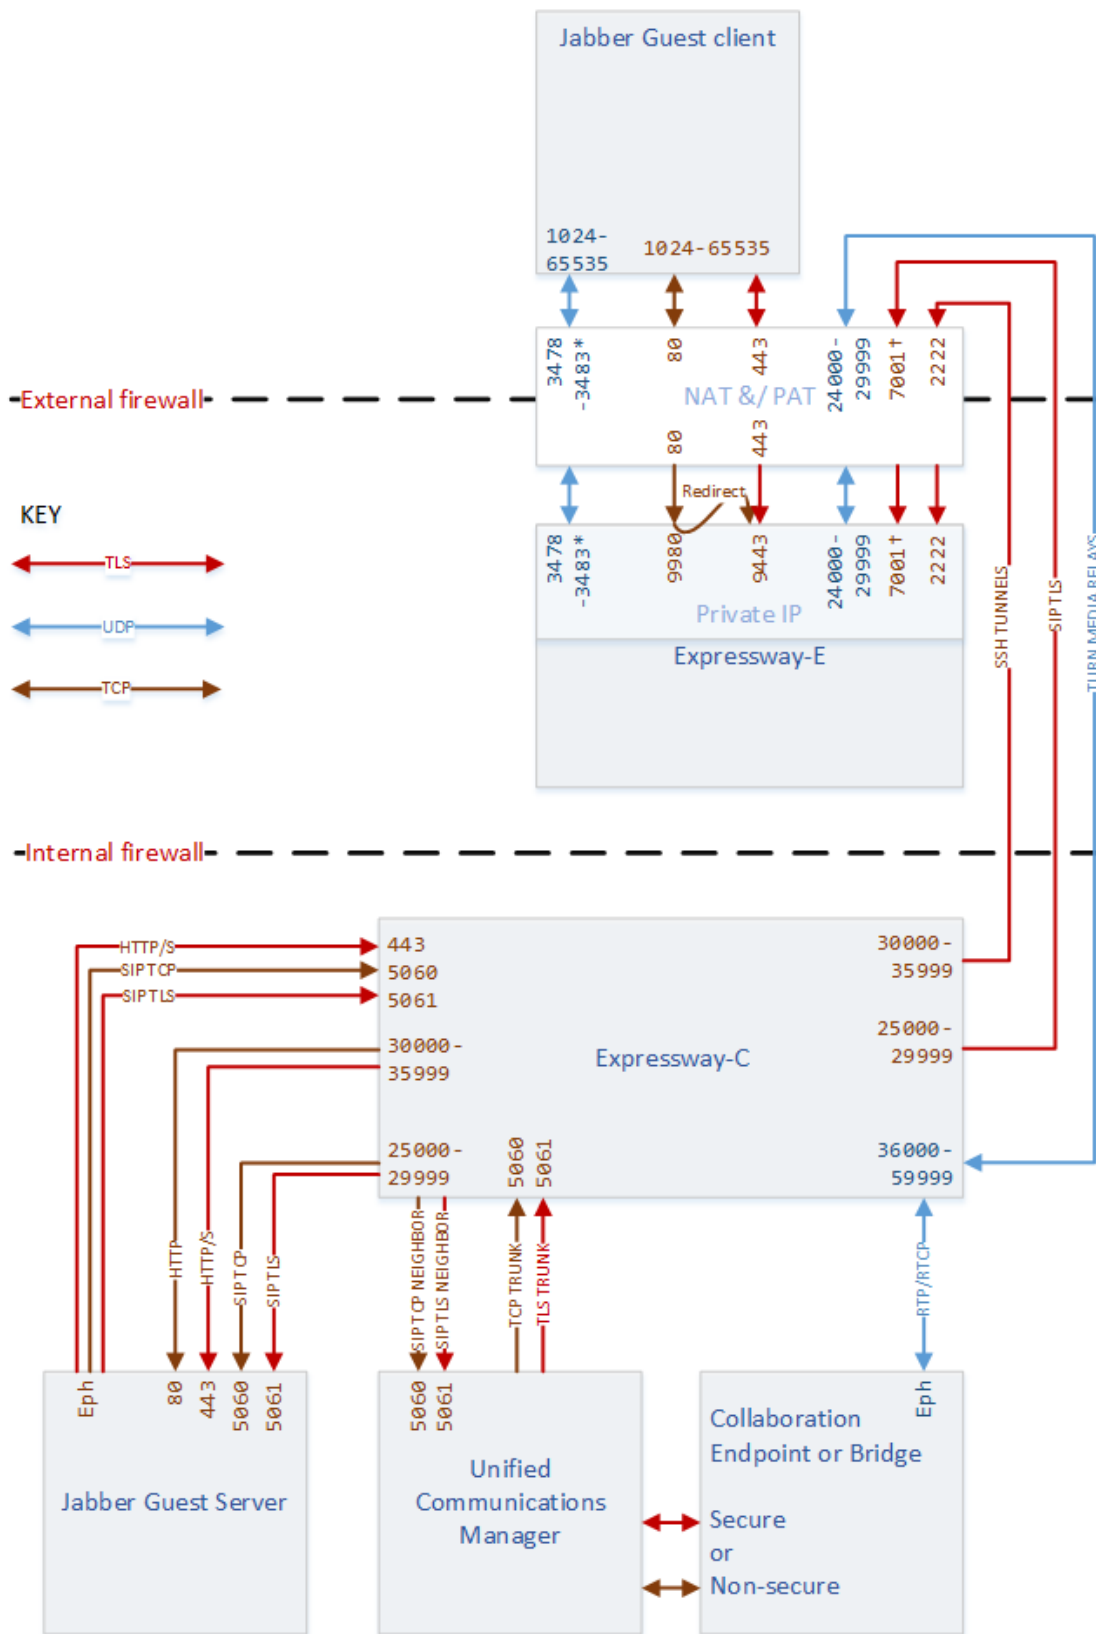 Jabber Guest client
1024-
65535
1024-65535
3478
-3483*
80
443
24000-
29999
7001†
2222
External firewall
NAT &/ PAT
80
443
Redirect
KEY
TLS
UDP
TCP
3478
-3483*
9980
9443
24000-
29999
7001†
2222
Private IP
Expressway-E
SSH TUNNELS
SIP TLS
TURN MEDIA RELAYS
Internal firewall
HTTP/S
SIP TCP
SIP TLS
443
5060
5061
30000-
35999
25000-
29999
5060
5061
Expressway-C
30000-
35999
25000-
29999
36000-
59999
HTTP
HTTP/S
SIP TCP
SIP TLS
SIP TCP NEIGHBOR
SIP TLS NEIGHBOR
TCP TRUNK
TLS TRUNK
RTP/RTCP
Eph
80
443
5060
5061
Jabber Guest Server
5060
5061
Unified
Communications
Manager
Eph
Collaboration
Endpoint or Bridge
Secure
or
Non-secure